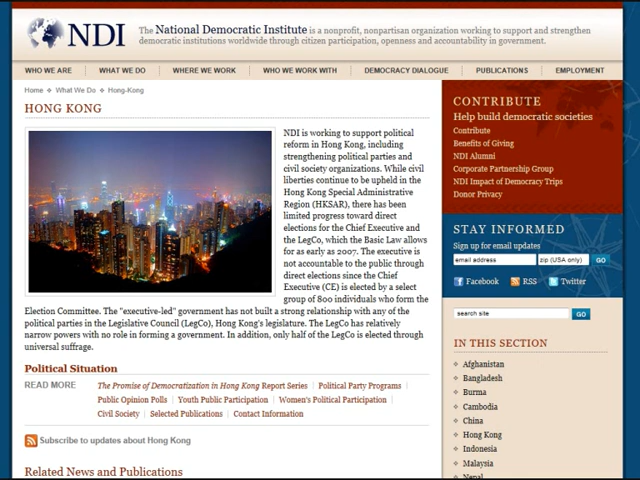 NDI
The National Democratic Institute is a nonprofit, nonpartisan organization working to support and strengthen
democratic institutions worldwide through citizen participation, openness and accountability in government.
WHO WE ARE WHAT WE DO WHERE WE WORK WHO WE WORK WITH DEMOCRACY DIALOGUE PUBLICATIONS EMPLOYMENT
Home What We Do Hong-Kong
HONG KONG
NDI is working to support political
reform in Hong Kong, including
strengthening political parties and
civil society organizations. While civil
liberties continue to be upheld in the
Hong Kong Special Administrative
Region (HKSAR), there has been
limited progress toward direct
elections for the Chief Executive and
the LegCo, which the Basic Law allows
for as early as 2007. The executive is
not accountable to the public through
direct elections since the Chief
Executive (CE) is elected by a select
group of 800 individuals who form the
Election Committee. The "executive-led" government has not built a strong relationship with any of the
political parties in the Legislative Council (LegCo), Hong Kong's legislature. The LegCo has relatively
narrow powers with no role in forming a government. In addition, only half of the LegCo is elected through
universal suffrage.
Political Situation
READ MORE The Promise of Democratization in Hong Kong Report Series Political Party Programs
Public Opinion Polls Youth Public Participation Women's Political Participation
Civil Society Selected Publications Contact Information
Subscribe to updates about Hong Kong
Related News and Publications
CONTRIBUTE
Help build democratic societies
Contribute
Benefits of Giving
NDI Alumni
Corporate Partnership Group
NDI Impact of Democracy Trips
Donor Privacy
STAY INFORMED
Sign up for email updates
email address zip (USA only) GO
Facebook RSS Twitter
search site GO
IN THIS SECTION
Afghanistan
Bangladesh
Burma
Cambodia
China
Hong Kong
Indonesia
Malaysia
Nepal